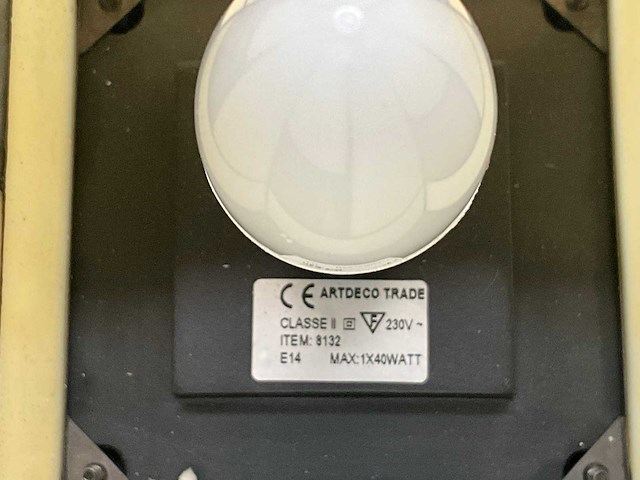 CE ARTDECO TRADE
CLASSE II F 230V ~
ITEM: 8132
E14 MAX:1X40WATT